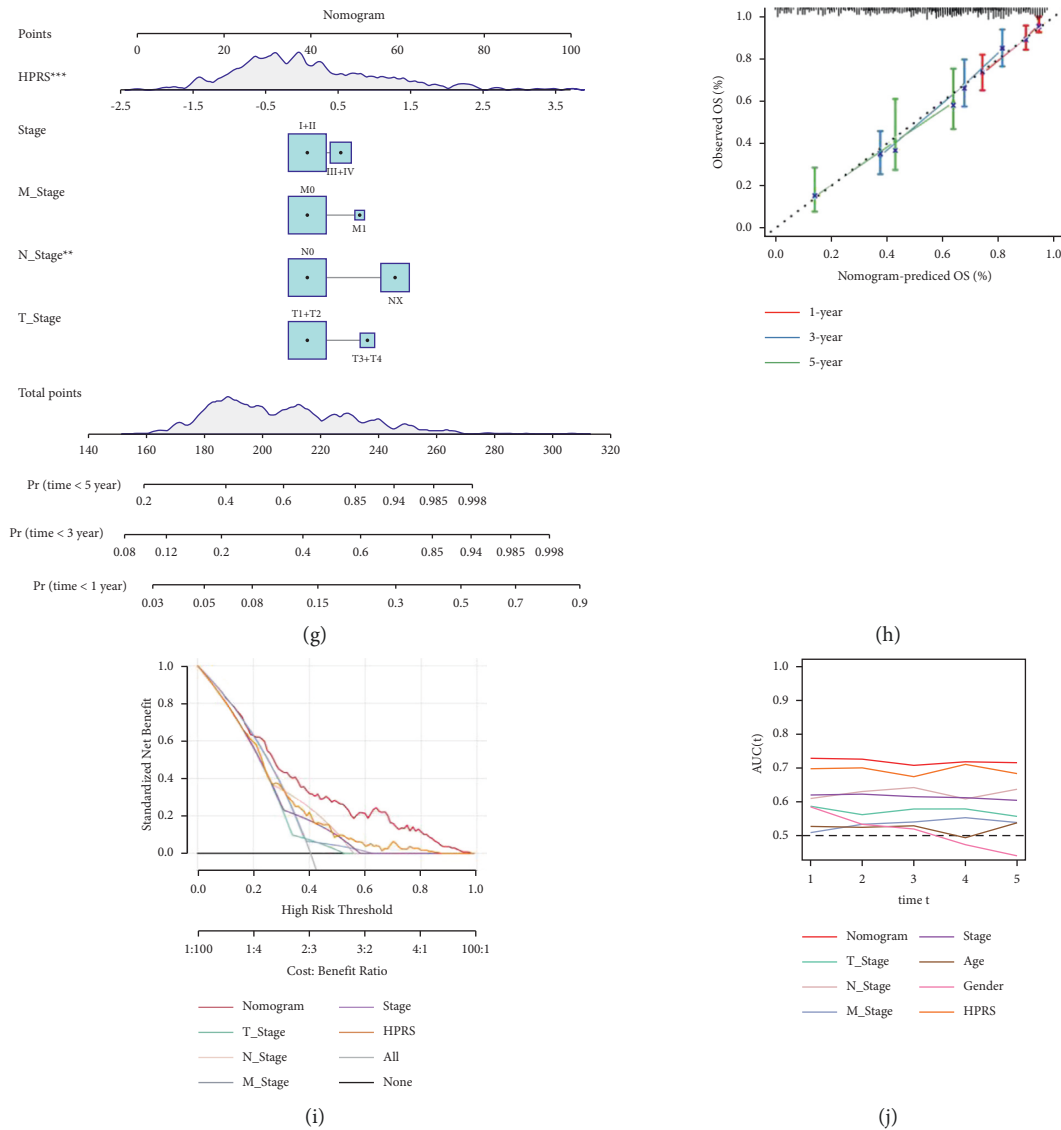 Nomogram
Points
0 20 40 60 80 100
HPRS***
-2.5 -1.5 -0.5 0.5 1.5 2.5 3.5
Stage
I+II
III+IV
M_Stage
M0
M1
N_Stage**
N0
NX
T_Stage
T1+T2
T3+T4
Total points
140 160 180 200 220 240 260 280 300 320
Pr (time < 5 year)
0.2 0.4 0.6 0.85 0.94 0.985 0.998
Pr (time < 3 year)
0.08 0.12 0.2 0.4 0.6 0.85 0.94 0.985 0.998
Pr (time < 1 year)
0.03 0.05 0.08 0.15 0.3 0.5 0.7 0.9
(g)
Observed OS (%)
1.0
0.8
0.6
0.4
0.2
0.0
0.0 0.2 0.4 0.6 0.8 1.0
Nomogram-prediced OS (%)
1-year
3-year
5-year
(h)
Standardized Net Benefit
1.0
0.8
0.6
0.4
0.2
0.0
0.0 0.2 0.4 0.6 0.8 1.0
High Risk Threshold
1:100 1:4 2:3 3:2 4:1 100:1
Cost: Benefit Ratio
Nomogram
T_Stage
N_Stage
M_Stage
Stage
HPRS
All
None
(i)
AUC(t)
1.0
0.9
0.8
0.7
0.6
0.5
1 2 3 4 5
time t
Nomogram
T_Stage
N_Stage
M_Stage
Stage
Age
Gender
HPRS
(j)